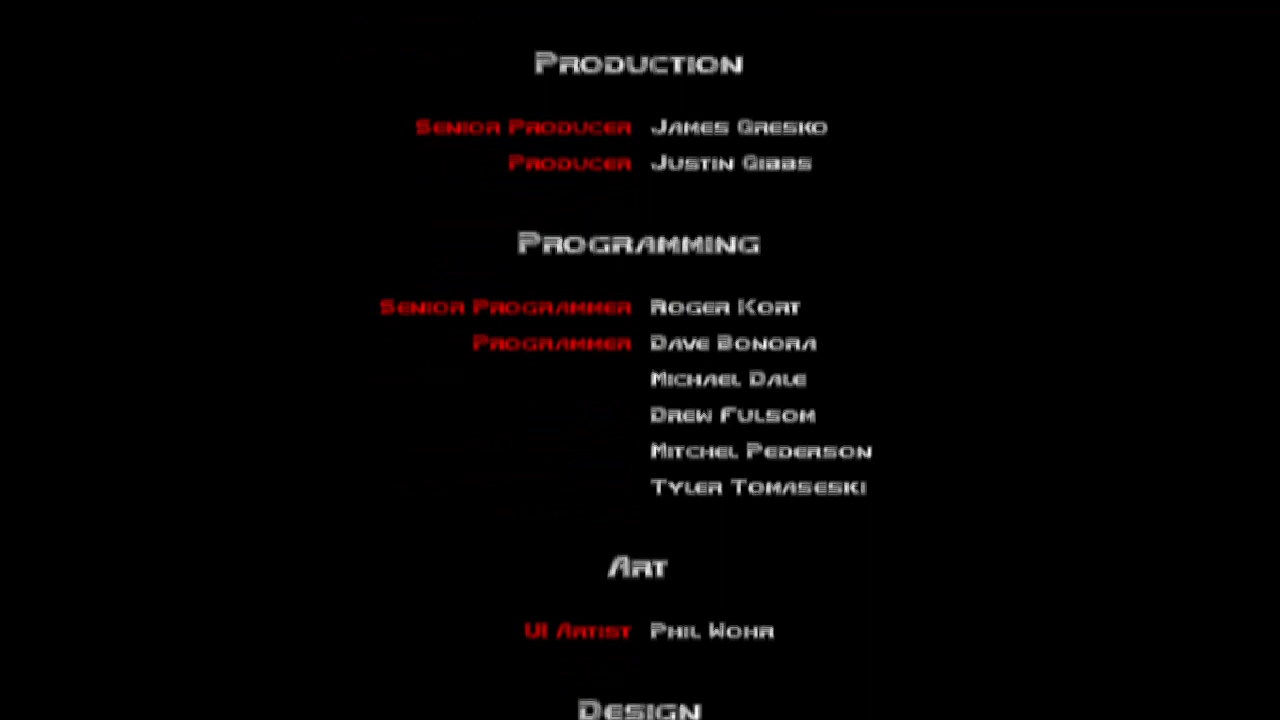 Production
Senior Producer James Gresko
Producer Justin Gibbs
Programming
Senior Programmer Roger Kort
Programmer Dave Bonora
Michael Dale
Drew Fulsom
Mitchel Pederson
Tyler Tomaseski
Art
UI Artist Phil Wohr
Design